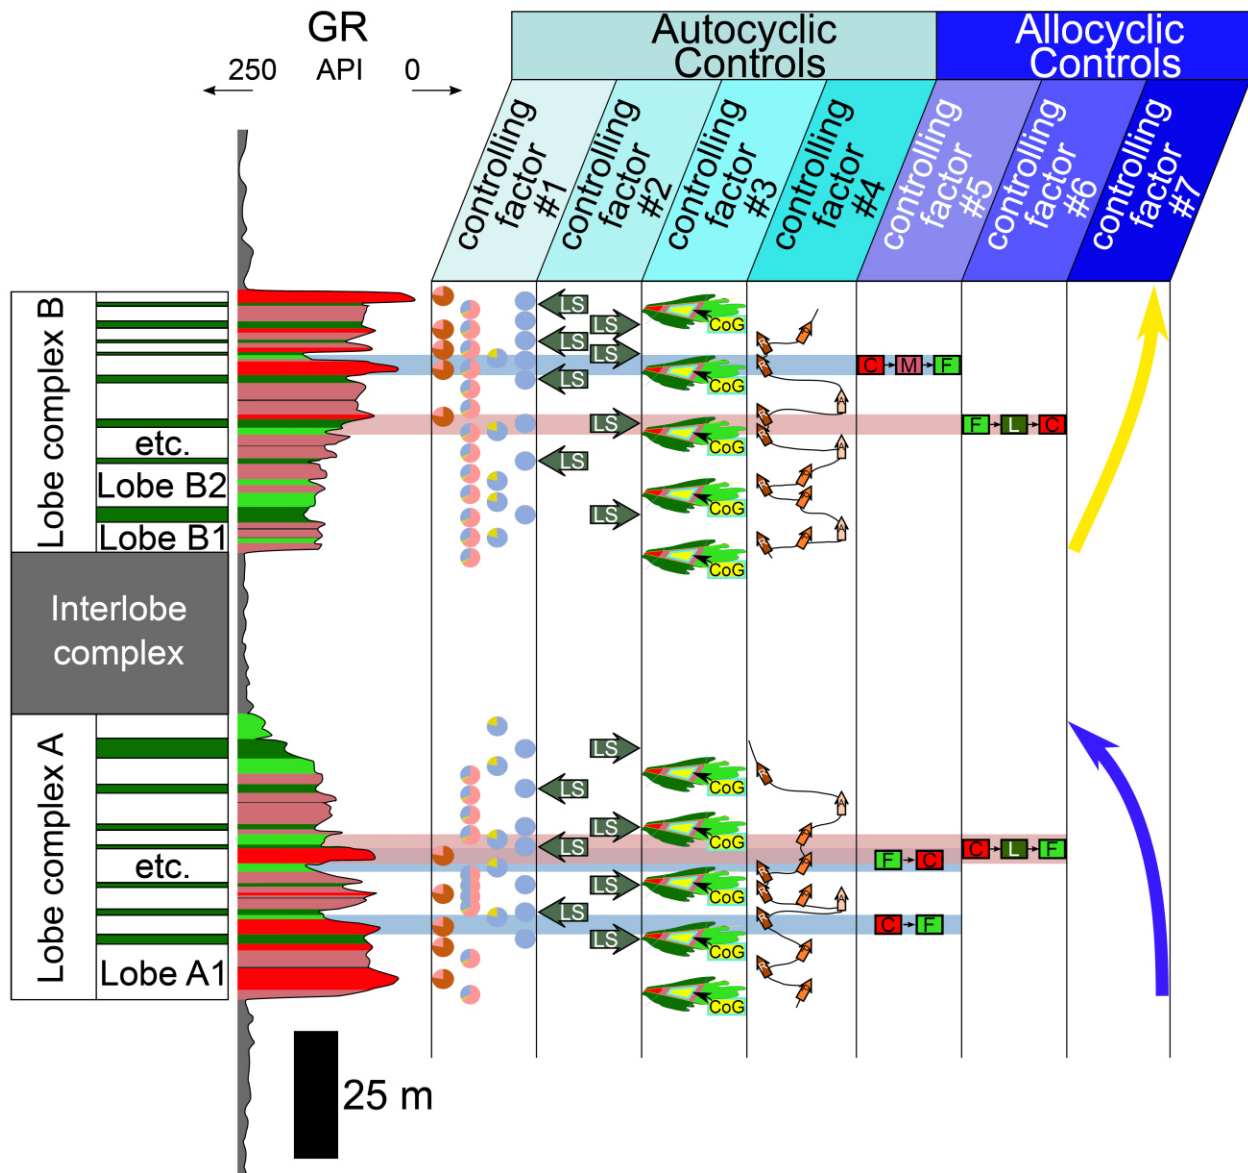 GR
250 API 0
Autocyclic
Controls
Allocyclic
Controls
controlling
factor
#1
controlling
factor
#2
controlling
factor
#3
controlling
factor
#4
controlling
factor
#5
controlling
factor
#6
controlling
factor
#7
Lobe complex B
etc.
Lobe B2
Lobe B1
Interlobe
complex
Lobe complex A
etc.
Lobe A1
25 m
LS
LS
LS
LS
LS
LS
LS
LS
CoG
CoG
CoG
CoG
CoG
C M F
F L C
LS
LS
LS
LS
LS
LS
LS
CoG
CoG
CoG
CoG
CoG
F C
C L F
C F